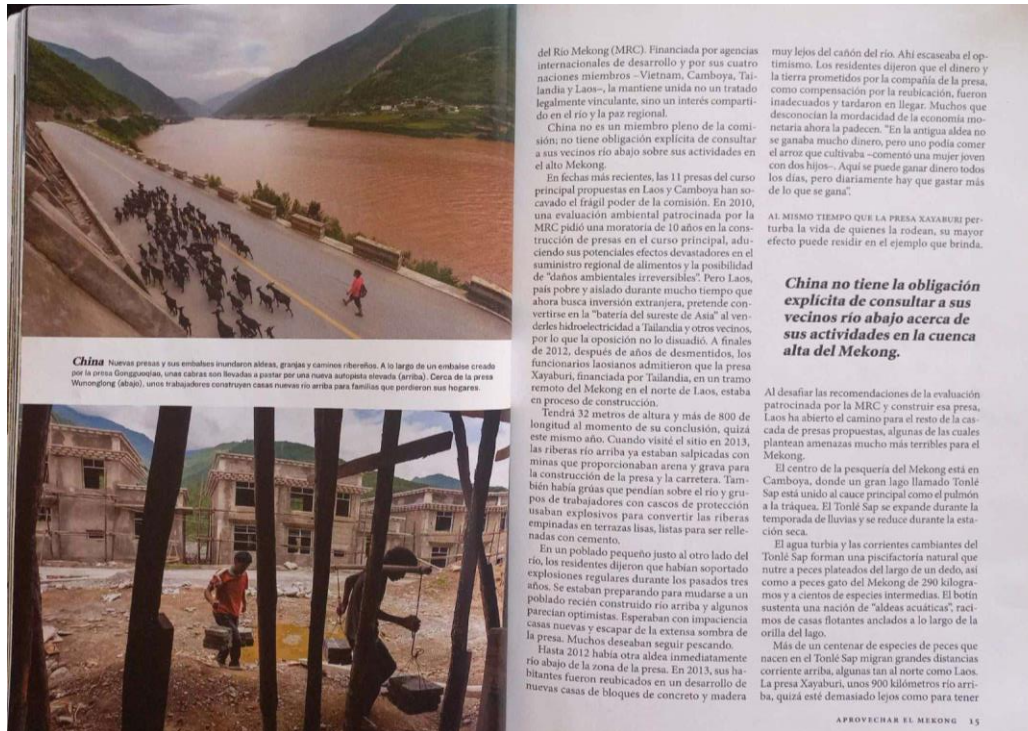 China Nuevas presas y sus embalses inundaron aldeas, granjas y caminos ribereños. A lo largo de un embalse creado
por la presa Gongguoqiao, unas cabras son llevadas a pastar por una nueva autopista elevada (arriba). Cerca de la presa
Wunonglong (abajo), unos trabajadores construyen casas nuevas río arriba para familias que perdieron sus hogares.
del Río Mekong (MRC). Financiada por agencias
internacionales de desarrollo y por sus cuatro
naciones miembros –Vietnam, Camboya, Tai-
landia y Laos–, la mantiene unida no un tratado
legalmente vinculante, sino un interés comparti-
do en el río y la paz regional.
China no es un miembro pleno de la comi-
sión; no tiene obligación explícita de consultar
a sus vecinos río abajo sobre sus actividades en
el alto Mekong.
En fechas más recientes, las 11 presas del curso
principal propuestas en Laos y Camboya han so-
cavado el frágil poder de la comisión. En 2010,
una evaluación ambiental patrocinada por la
MRC pidió una moratoria de 10 años en la cons-
trucción de presas en el curso principal, adu-
ciendo sus potenciales efectos devastadores en el
suministro regional de alimentos y la posibilidad
de "daños ambientales irreversibles". Pero Laos,
país pobre y aislado durante mucho tiempo que
ahora busca inversión extranjera, pretende con-
vertirse en la "batería del sureste de Asia" al ven-
derles hidroelectricidad a Tailandia y otros vecinos,
por lo que la oposición no lo disuadió. A finales
de 2012, después de años de desmentidos, los
funcionarios laosianos admitieron que la presa
Xayaburi, financiada por Tailandia, en un tramo
remoto del Mekong en el norte de Laos, estaba
en proceso de construcción.
Tendrá 32 metros de altura y más de 800 de
longitud al momento de su conclusión, quizá
este mismo año. Cuando visité el sitio en 2013,
las riberas río arriba ya estaban salpicadas con
minas que proporcionaban arena y grava para
la construcción de la presa y la carretera. Tam-
bién había grúas que pendían sobre el río y gru-
pos de trabajadores con cascos de protección
usaban explosivos para convertir las riberas
empinadas en terrazas lisas, listas para ser relle-
nadas con cemento.
En un poblado pequeño justo al otro lado del
río, los residentes dijeron que habían soportado
explosiones regulares durante los pasados tres
años. Se estaban preparando para mudarse a un
poblado recién construido río arriba y algunos
parecían optimistas. Esperaban con impaciencia
casas nuevas y escapar de la extensa sombra de
la presa. Muchos deseaban seguir pescando.
Hasta 2012 había otra aldea inmediatamente
río abajo de la zona de la presa. En 2013, sus ha-
bitantes fueron reubicados en un desarrollo de
nuevas casas de bloques de concreto y madera
muy lejos del cañón del río. Ahí escaseaba el op-
timismo. Los residentes dijeron que el dinero y
la tierra prometidos por la compañía de la presa,
como compensación por la reubicación, fueron
inadecuados y tardaron en llegar. Muchos que
desconocían la mordacidad de la economía mo-
netaria ahora la padecen. "En la antigua aldea no
se ganaba mucho dinero, pero uno podía comer
el arroz que cultivaba –comentó una mujer joven
con dos hijos–. Aquí se puede ganar dinero todos
los días, pero diariamente hay que gastar más
de lo que se gana".
AL MISMO TIEMPO QUE LA PRESA XAYABURI per-
turba la vida de quienes la rodean, su mayor
efecto puede residir en el ejemplo que brinda.
China no tiene la obligación
explícita de consultar a sus
vecinos río abajo acerca de
sus actividades en la cuenca
alta del Mekong.
Al desafiar las recomendaciones de la evaluación
patrocinada por la MRC y construir esa presa,
Laos ha abierto el camino para el resto de la cas-
cada de presas propuestas, algunas de las cuales
plantean amenazas mucho más terribles para el
Mekong.
El centro de la pesquería del Mekong está en
Camboya, donde un gran lago llamado Tonlé
Sap está unido al cauce principal como el pulmón
a la tráquea. El Tonlé Sap se expande durante la
temporada de lluvias y se reduce durante la esta-
ción seca.
El agua turbia y las corrientes cambiantes del
Tonlé Sap forman una piscifactoría natural que
nutre a peces plateados del largo de un dedo, así
como a peces gato del Mekong de 290 kilogra-
mos y a cientos de especies intermedias. El botín
sustenta una nación de "aldeas acuáticas", raci-
mos de casas flotantes anclados a lo largo de la
orilla del lago.
Más de un centenar de especies de peces que
nacen en el Tonlé Sap migran grandes distancias
corriente arriba, algunas tan al norte como Laos.
La presa Xayaburi, unos 900 kilómetros río arri-
ba, quizá esté demasiado lejos como para tener
APROVECHAR EL MEKONG 15